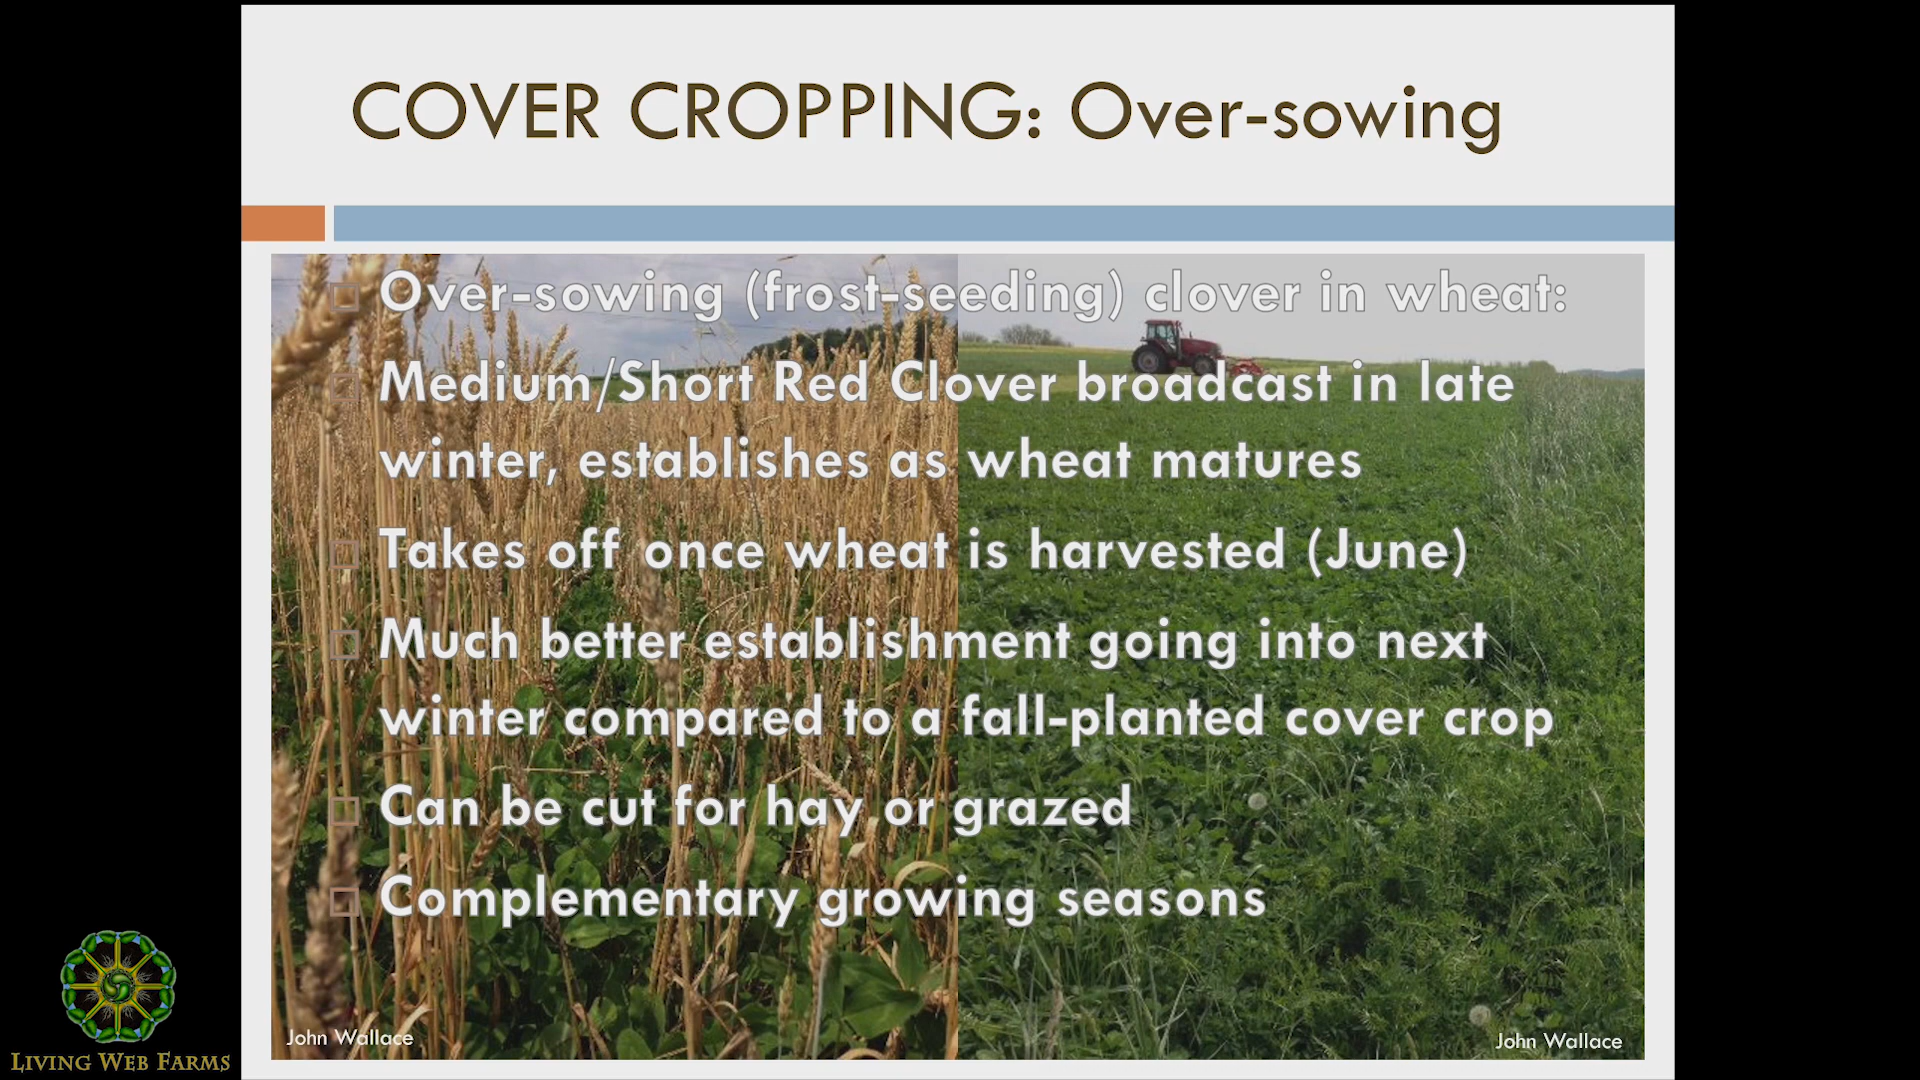 COVER CROPPING: Over-sowing
Over-sowing (frost-seeding) clover in wheat:
Medium/Short Red Clover broadcast in late
winter, establishes as wheat matures
Takes off once wheat is harvested (June)
Much better establishment going into next
winter compared to a fall-planted cover crop
Can be cut for hay or grazed
Complementary growing seasons
John Wallace
John Wallace
LIVING WEB FARMS